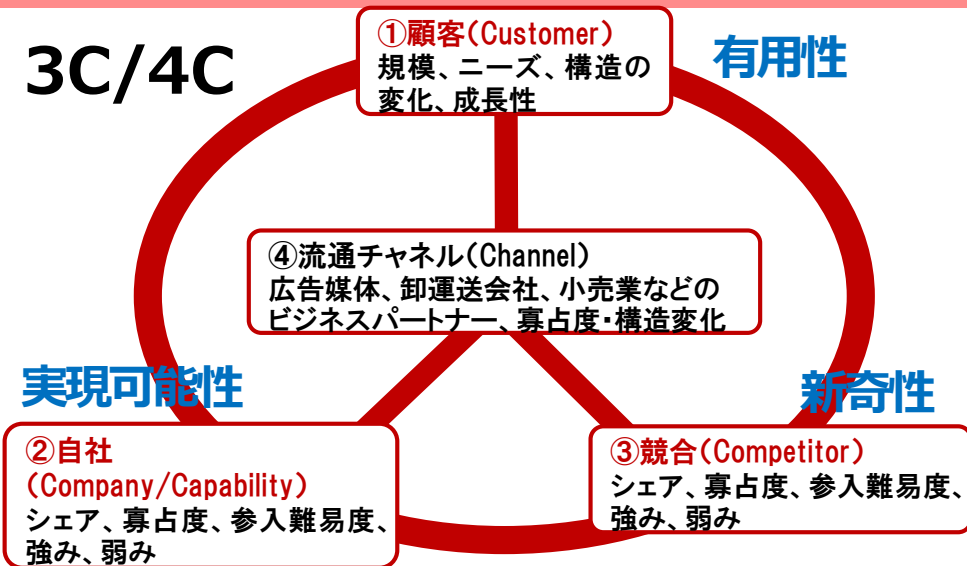 3C/4C
①顧客(Customer)
規模、ニーズ、構造の
変化、成長性
有用性
④流通チャネル(Channel)
広告媒体、卸運送会社、小売業などの
ビジネスパートナー、寡占度・構造変化
実現可能性
新奇性
②自社
(Company/Capability)
シェア、寡占度、参入難易度、
強み、弱み
③競合(Competitor)
シェア、寡占度、参入難易度、
強み、弱み